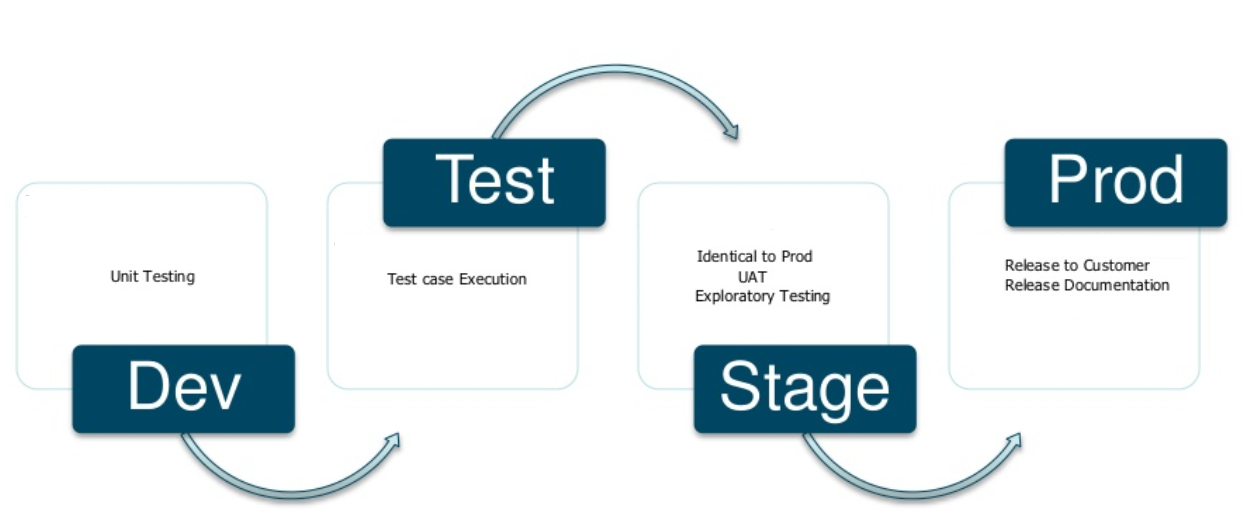 Test
Prod
Unit Testing
Test case Execution
Identical to Prod
UAT
Exploratory Testing
Release to Customer
Release Documentation
Dev
Stage